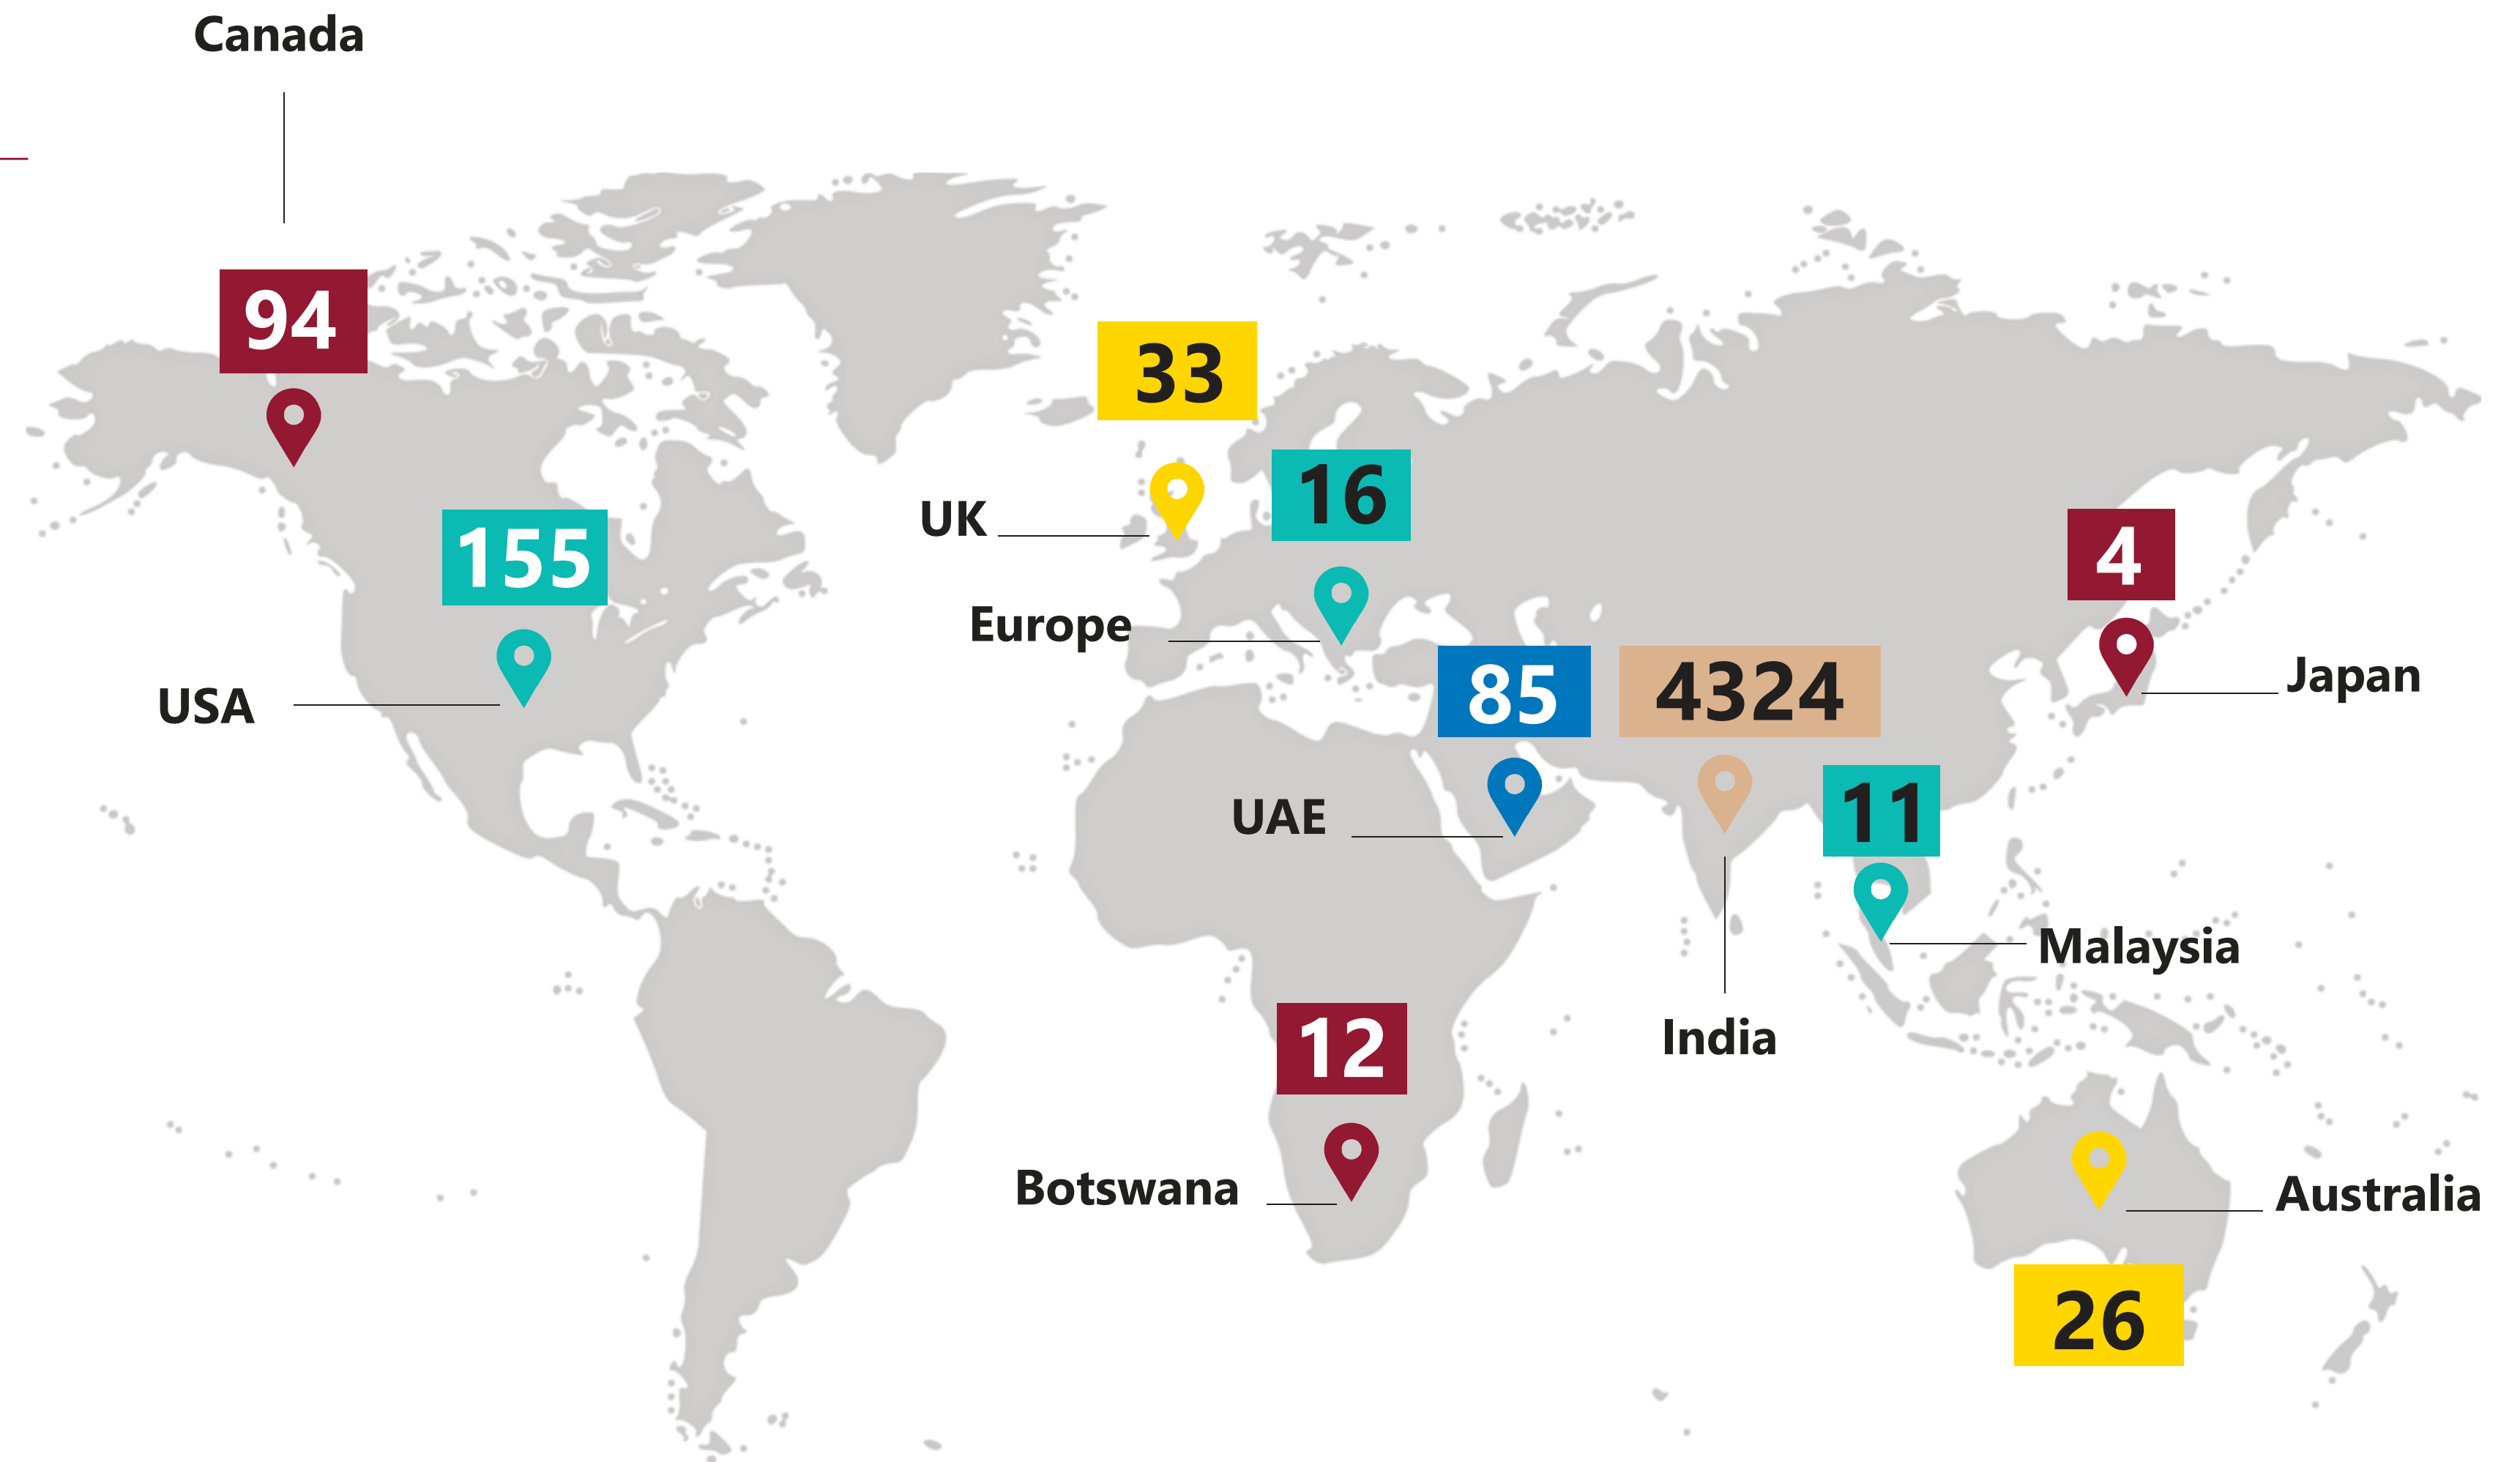 Canada
94
33
UK
16
155
4
Europe
85
4324
Japan
USA
UAE
11
Malaysia
12
India
Botswana
Australia
26